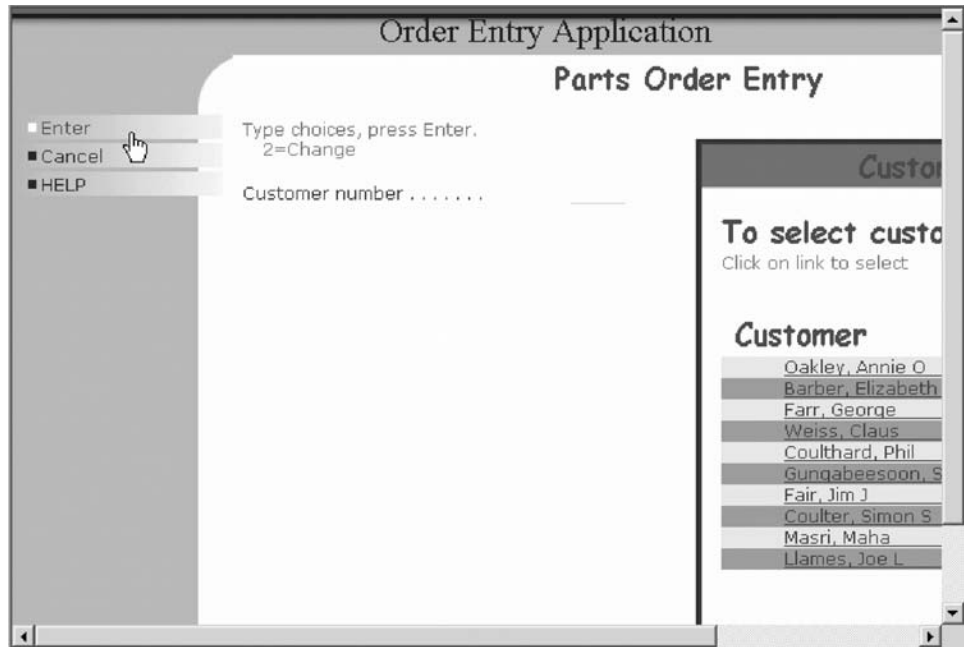 Order Entry Application
Parts Order Entry
Enter
Cancel
HELP
Type choices, press Enter.
2=Change
Customer number . . . . . . .
Custo
To select custo
Click on link to select
Customer
Oakley, Annie O
Barber, Elizabeth
Farr, George
Weiss, Claus
Coulthard, Phil
Gungabeesoon, S
Fair, Jim J
Coulter, Simon S
Masri, Maha
Llames, Joe L